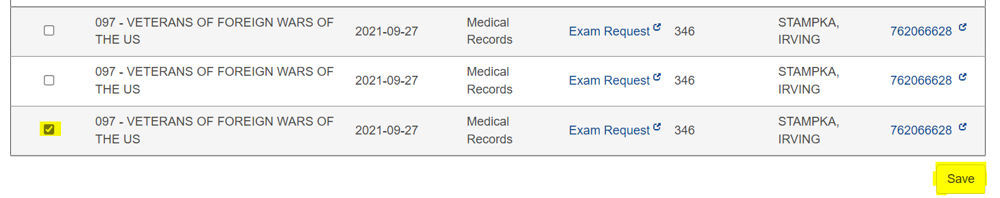 097 - VETERANS OF FOREIGN WARS OF THE US 2021-09-27 Medical Records Exam Request 346 STAMPKA, IRVING 762066628
097 - VETERANS OF FOREIGN WARS OF THE US 2021-09-27 Medical Records Exam Request 346 STAMPKA, IRVING 762066628
097 - VETERANS OF FOREIGN WARS OF THE US 2021-09-27 Medical Records Exam Request 346 STAMPKA, IRVING 762066628
Save